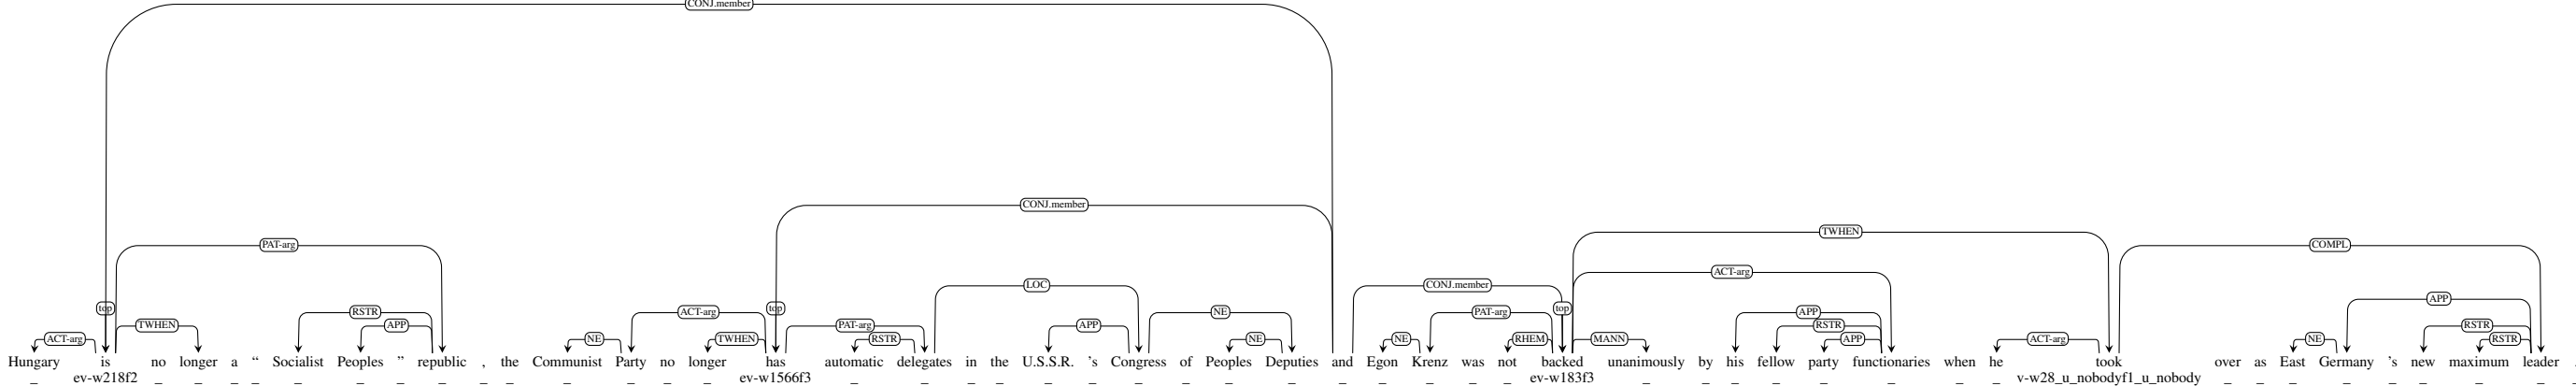 CONJ.member
CONJ.member
TWHEN
PAT-arg COMPL
ACT-arg
LOC CONJ.member
APP
top top top
RSTR ACT-arg NE PAT-arg APP
TWHEN APP PAT-arg APP RSTR RSTR
ACT-arg NE TWHEN RSTR NE NE RHEM MANN APP ACT-arg NE RSTR
Hungary is no longer a “ Socialist Peoples ” republic , the Communist Party no longer has automatic delegates in the U.S.S.R. 's Congress of Peoples Deputies and Egon Krenz was not backed unanimously by his fellow party functionaries when he took over as East Germany 's new maximum leader
_ ev-w218f2 _ _ _ _ _ _ _ _ _ _ _ _ _ _ ev-w1566f3 _ _ _ _ _ _ _ _ _ _ _ _ _ _ _ ev-w183f3 _ _ _ _ _ _ _ _ v-w28_u_nobodyf1_u_nobody _ _ _ _ _ _ _ _